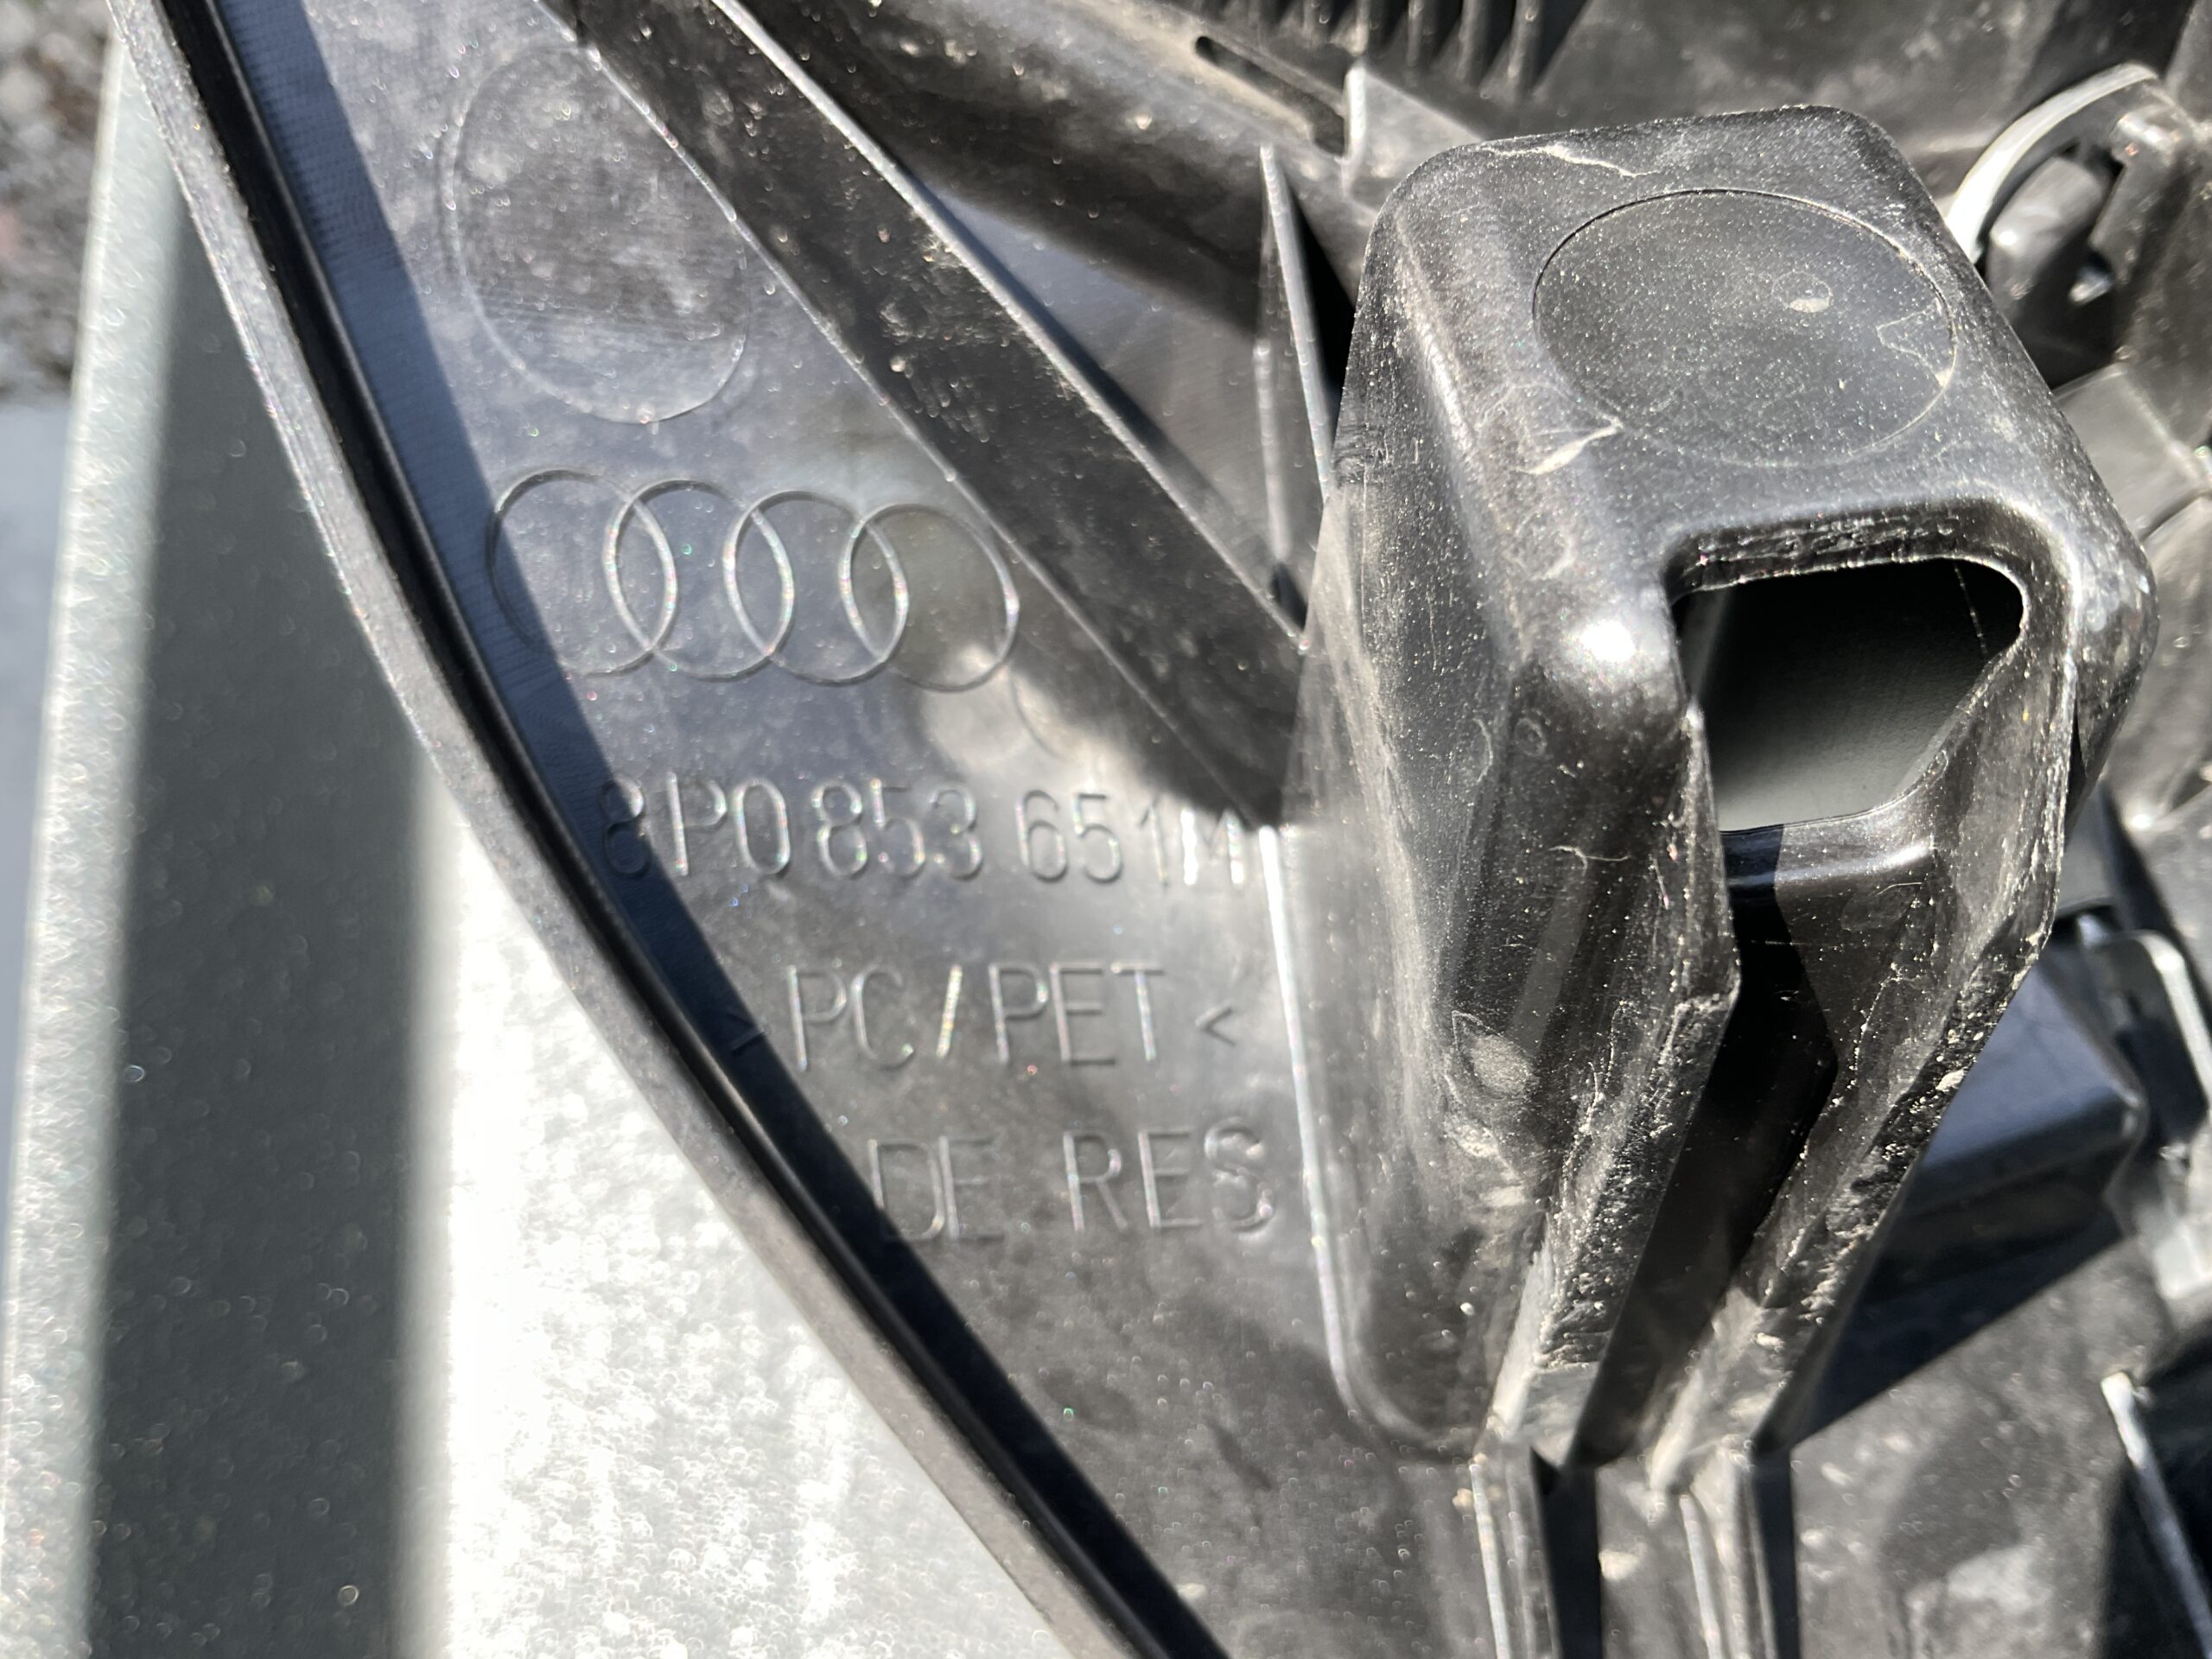 8P0 853 651M
>PC/PET<
DE RES